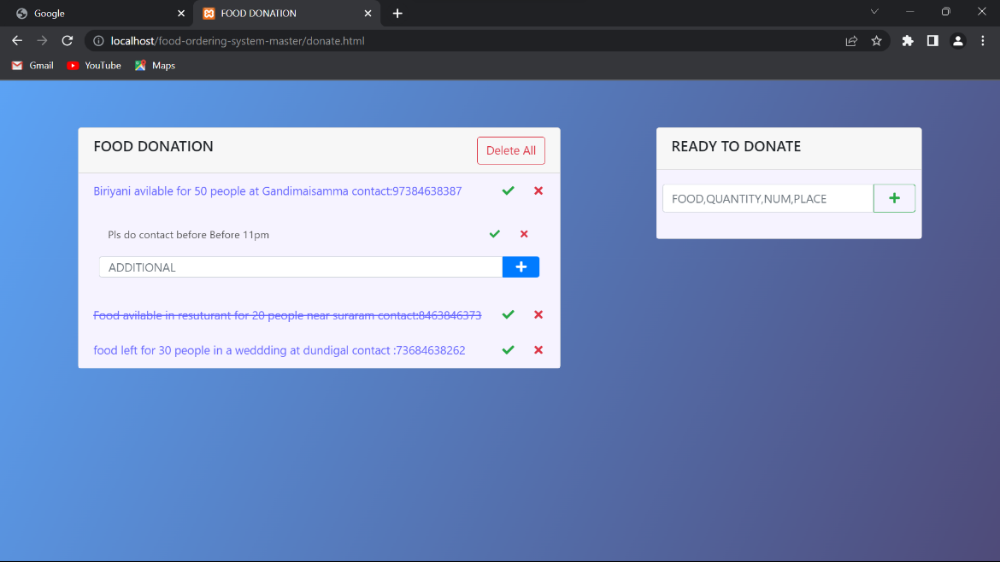 Google
FOOD DONATION
localhost/food-ordering-system-master/donate.html
Gmail
YouTube
Maps
FOOD DONATION
Delete All
Biriyani avilable for 50 people at Gandimaisamma contact:97384638387
Pls do contact before Before 11pm
ADDITIONAL
Food avilable in resuturant for 20 people near suraram contact:8463846373
food left for 30 people in a weddding at dundigal contact :73684638262
READY TO DONATE
FOOD,QUANTITY,NUM,PLACE